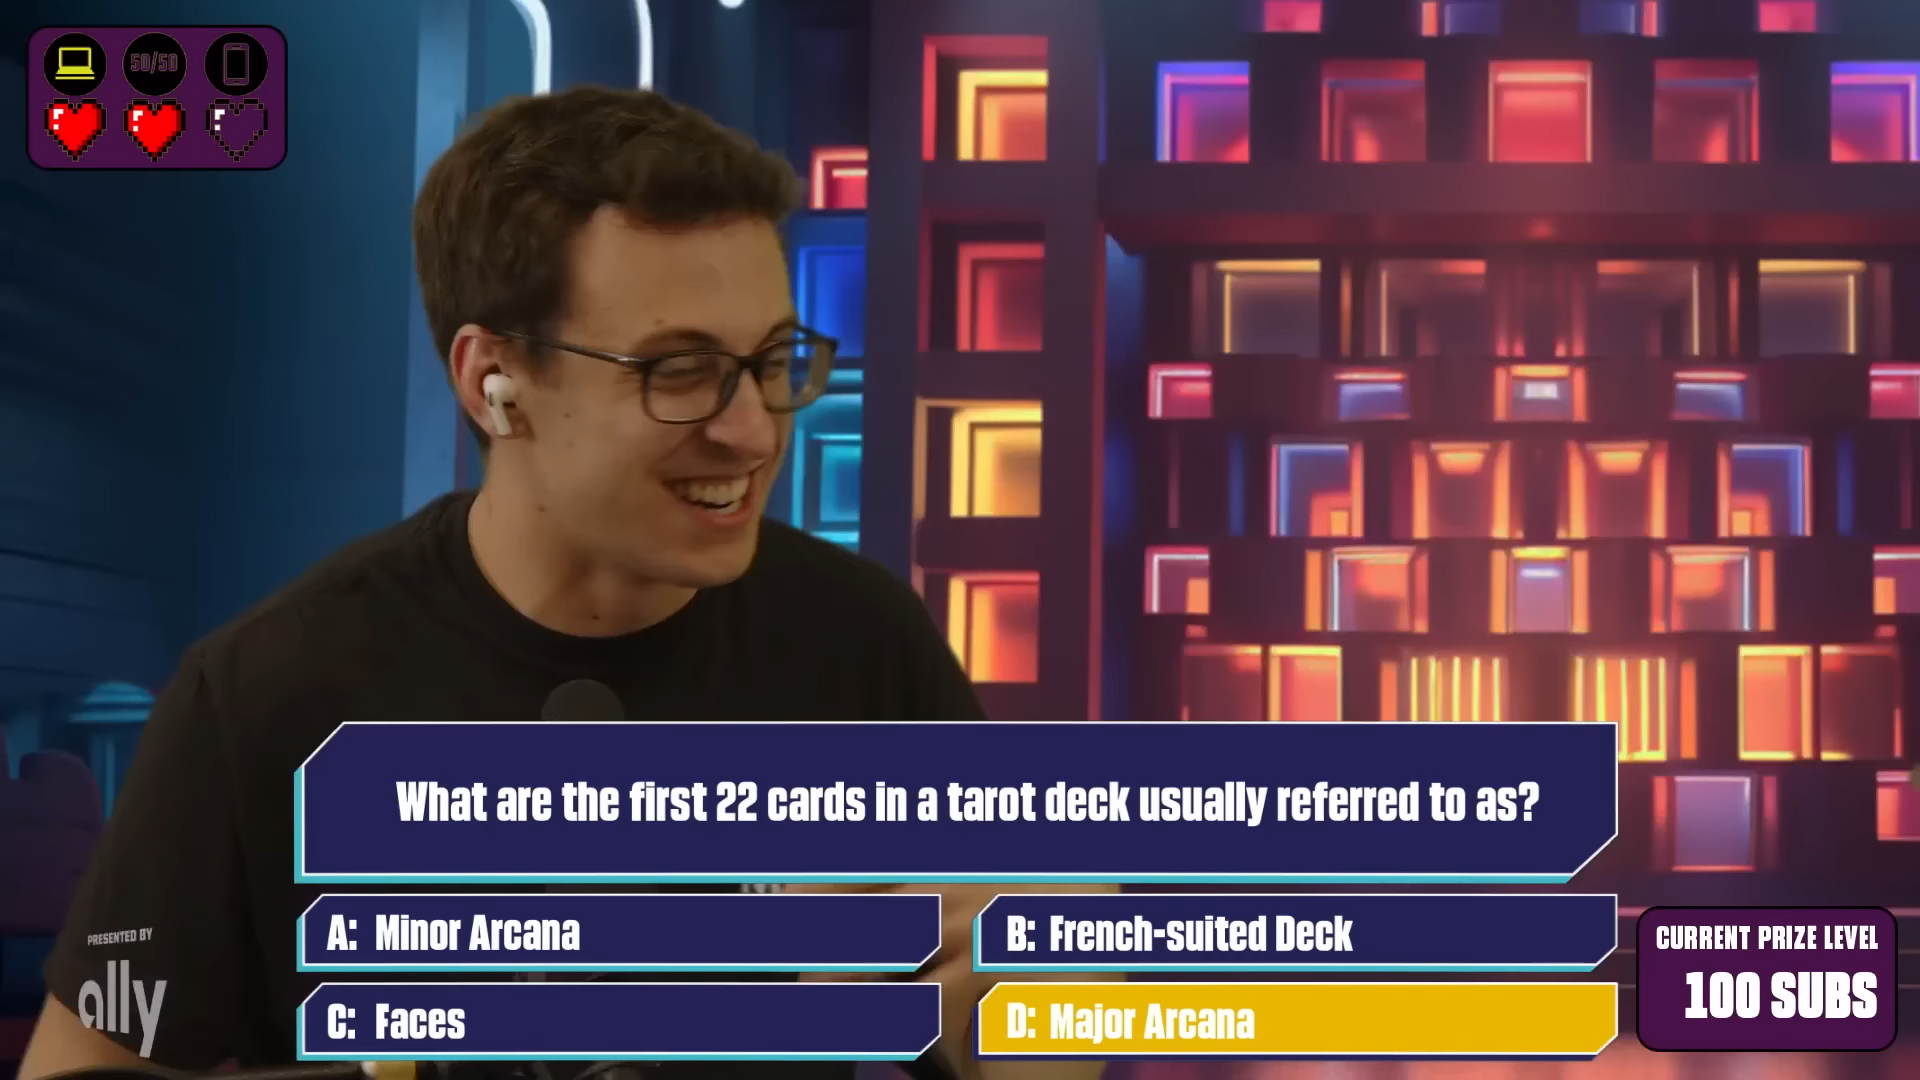 50/50
What are the first 22 cards in a tarot deck usually referred to as?
A: Minor Arcana
B: French-suited Deck
C: Faces
D: Major Arcana
PRESENTED BY
ally
CURRENT PRIZE LEVEL
100 SUBS